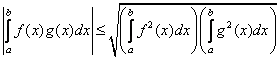 |∫_a^b f(x)g(x)dx| ≤ √((∫_a^b f²(x)dx)(∫_a^b g²(x)dx))